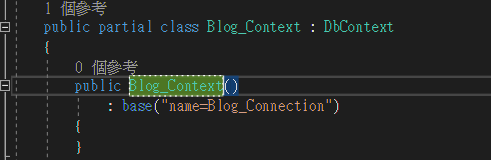 1 個參考
public partial class Blog_Context : DbContext
{
0 個參考
public Blog_Context()
: base("name=Blog_Connection")
{
}